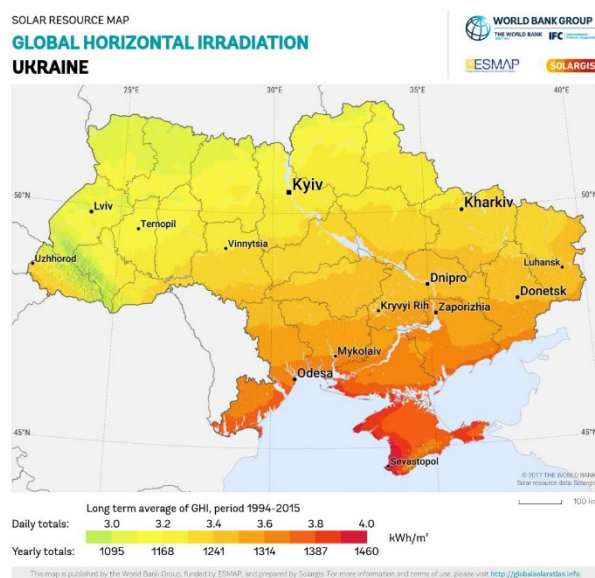 SOLAR RESOURCE MAP
GLOBAL HORIZONTAL IRRADIATION
UKRAINE
WORLD BANK GROUP
THE WORLD BANK IFC
ESMAP
SOLARGIS
30°E 35°E 40°E
50°N 50°N
45°N 45°N
Kyiv
Lviv
Kharkiv
Ternopil
Vinnytsia
Uzhhorod
Luhansk
Dnipro
Donetsk
Kryvyi Rih
Zaporizhia
Mykolaiv
Odesa
Sevastopol
© 2017 THE WORLD BANK
Solar resource data: Solargis
100 km
Long term average of GHI, period 1994-2015
Daily totals: 3.0 3.2 3.4 3.6 3.8 4.0
kWh/m²
Yearly totals: 1095 1168 1241 1314 1387 1460
This map is published by the World Bank Group, funded by ESMAP, and prepared by Solargis. For more information and terms of use, please visit http://globalsolaratlas.info.